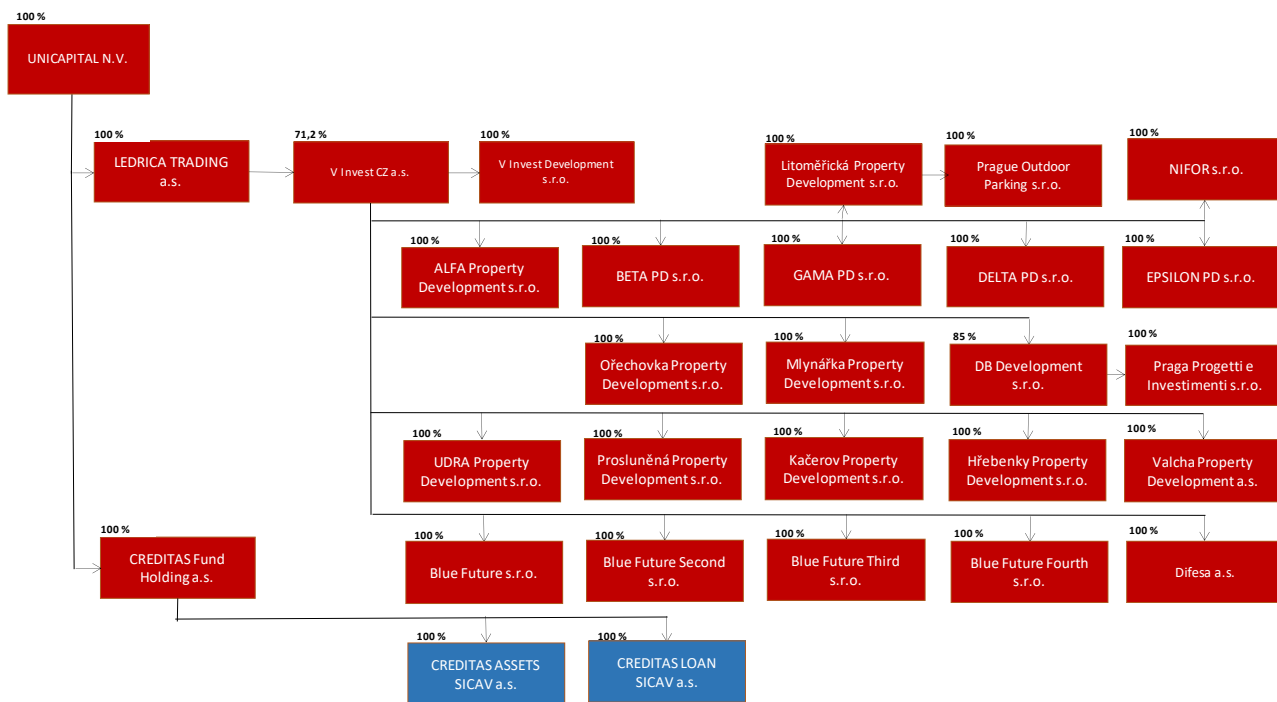 100 %
UNICAPITAL N.V.
100 %
LEDRICA TRADING
a.s.
71,2 %
V Invest CZ a.s.
100 %
V Invest Development
s.r.o.
100 %
Litoměřická Property
Development s.r.o.
100 %
Prague Outdoor
Parking s.r.o.
100 %
NIFOR s.r.o.
100 %
ALFA Property
Development s.r.o.
100 %
BETA PD s.r.o.
100 %
GAMA PD s.r.o.
100 %
DELTA PD s.r.o.
100 %
EPSILON PD s.r.o.
100 %
Ořechovka Property
Development s.r.o.
100 %
Mlynářka Property
Development s.r.o.
85 %
DB Development
s.r.o.
100 %
Praga Progetti e
Investimenti s.r.o.
100 %
UDRA Property
Development s.r.o.
100 %
Prosluněná Property
Development s.r.o.
100 %
Kačerov Property
Development s.r.o.
100 %
Hřebenky Property
Development s.r.o.
100 %
Valcha Property
Development a.s.
100 %
CREDITAS Fund
Holding a.s.
100 %
Blue Future s.r.o.
100 %
Blue Future Second
s.r.o.
100 %
Blue Future Third
s.r.o.
100 %
Blue Future Fourth
s.r.o.
100 %
Difesa a.s.
100 %
CREDITAS ASSETS
SICAV a.s.
100 %
CREDITAS LOAN
SICAV a.s.